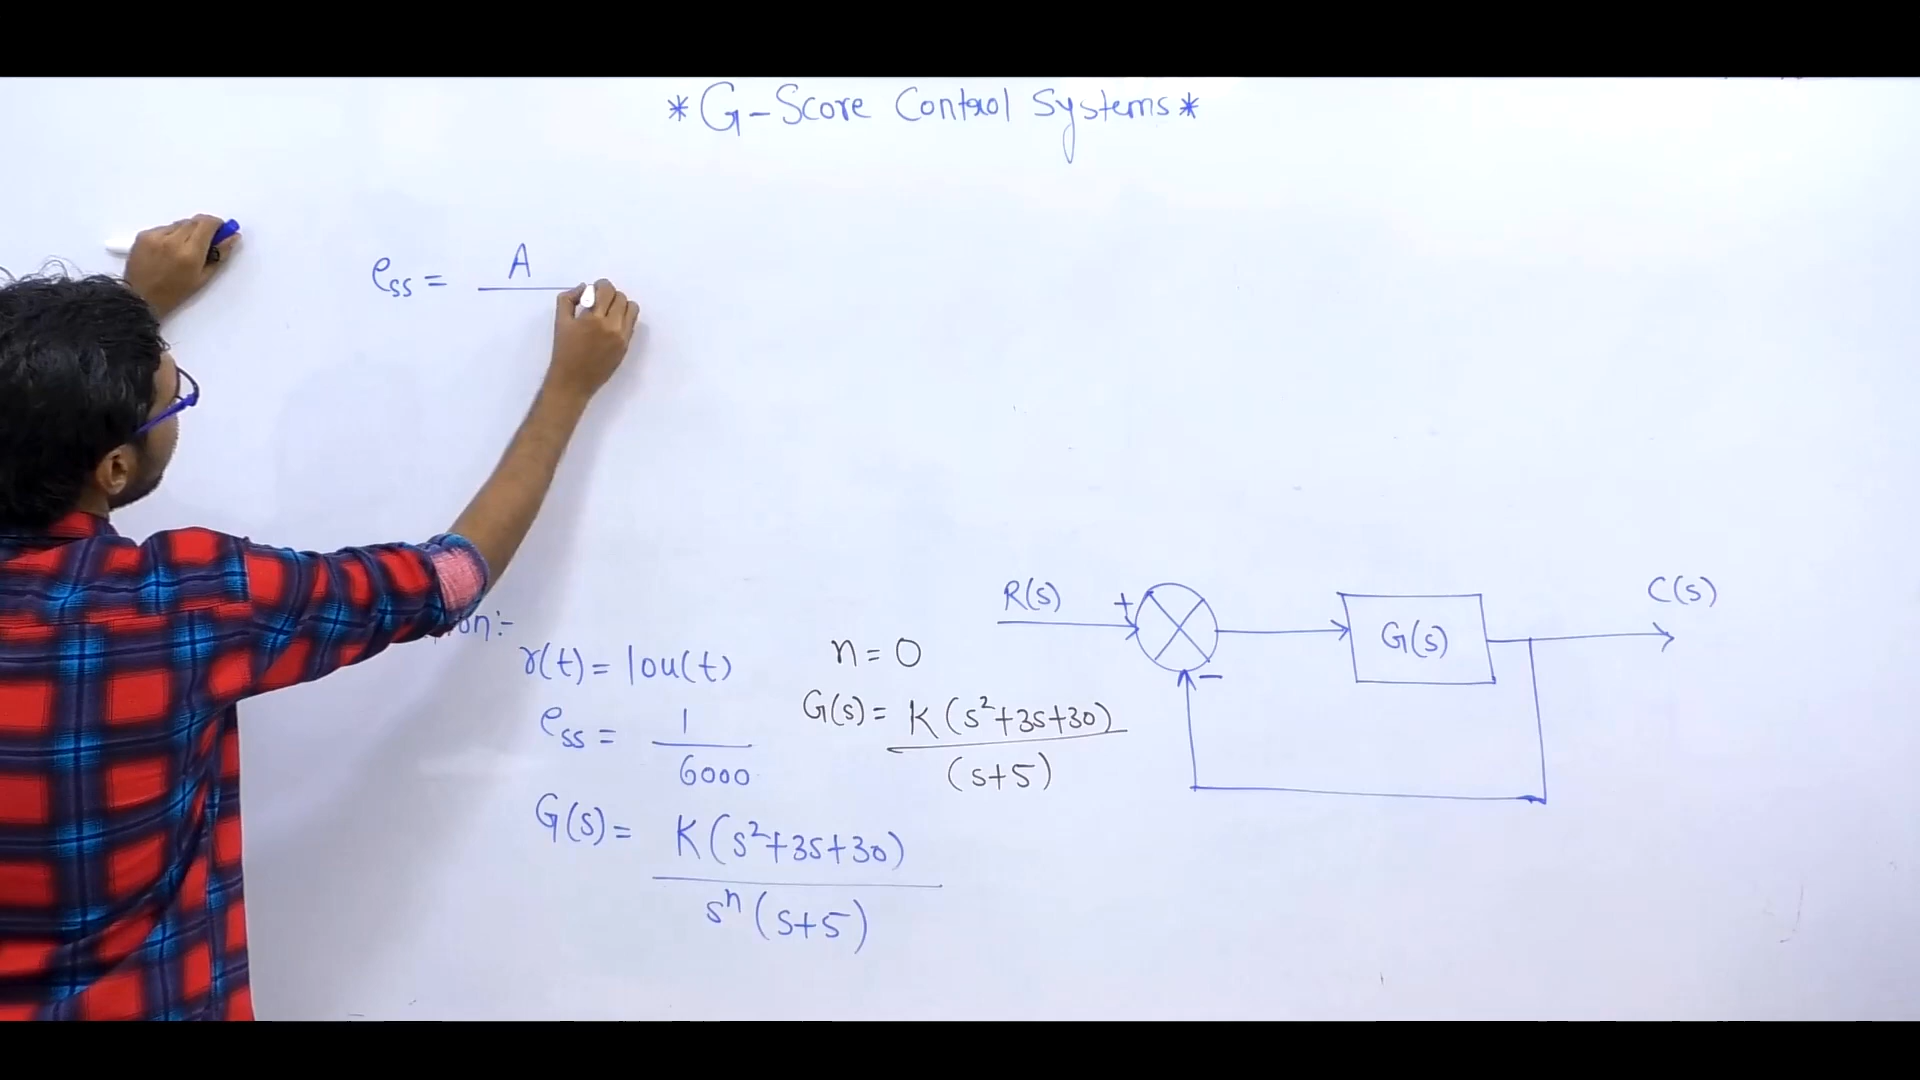 *G-Score Control Systems*
ess = A
r(t) = 10u(t)
ess = 1/6000
G(s) = K(s²+3s+30)/sⁿ(s+5)
n = 0
G(s) = K(s²+3s+30)/(s+5)
R(s)
+
−
G(s)
C(s)